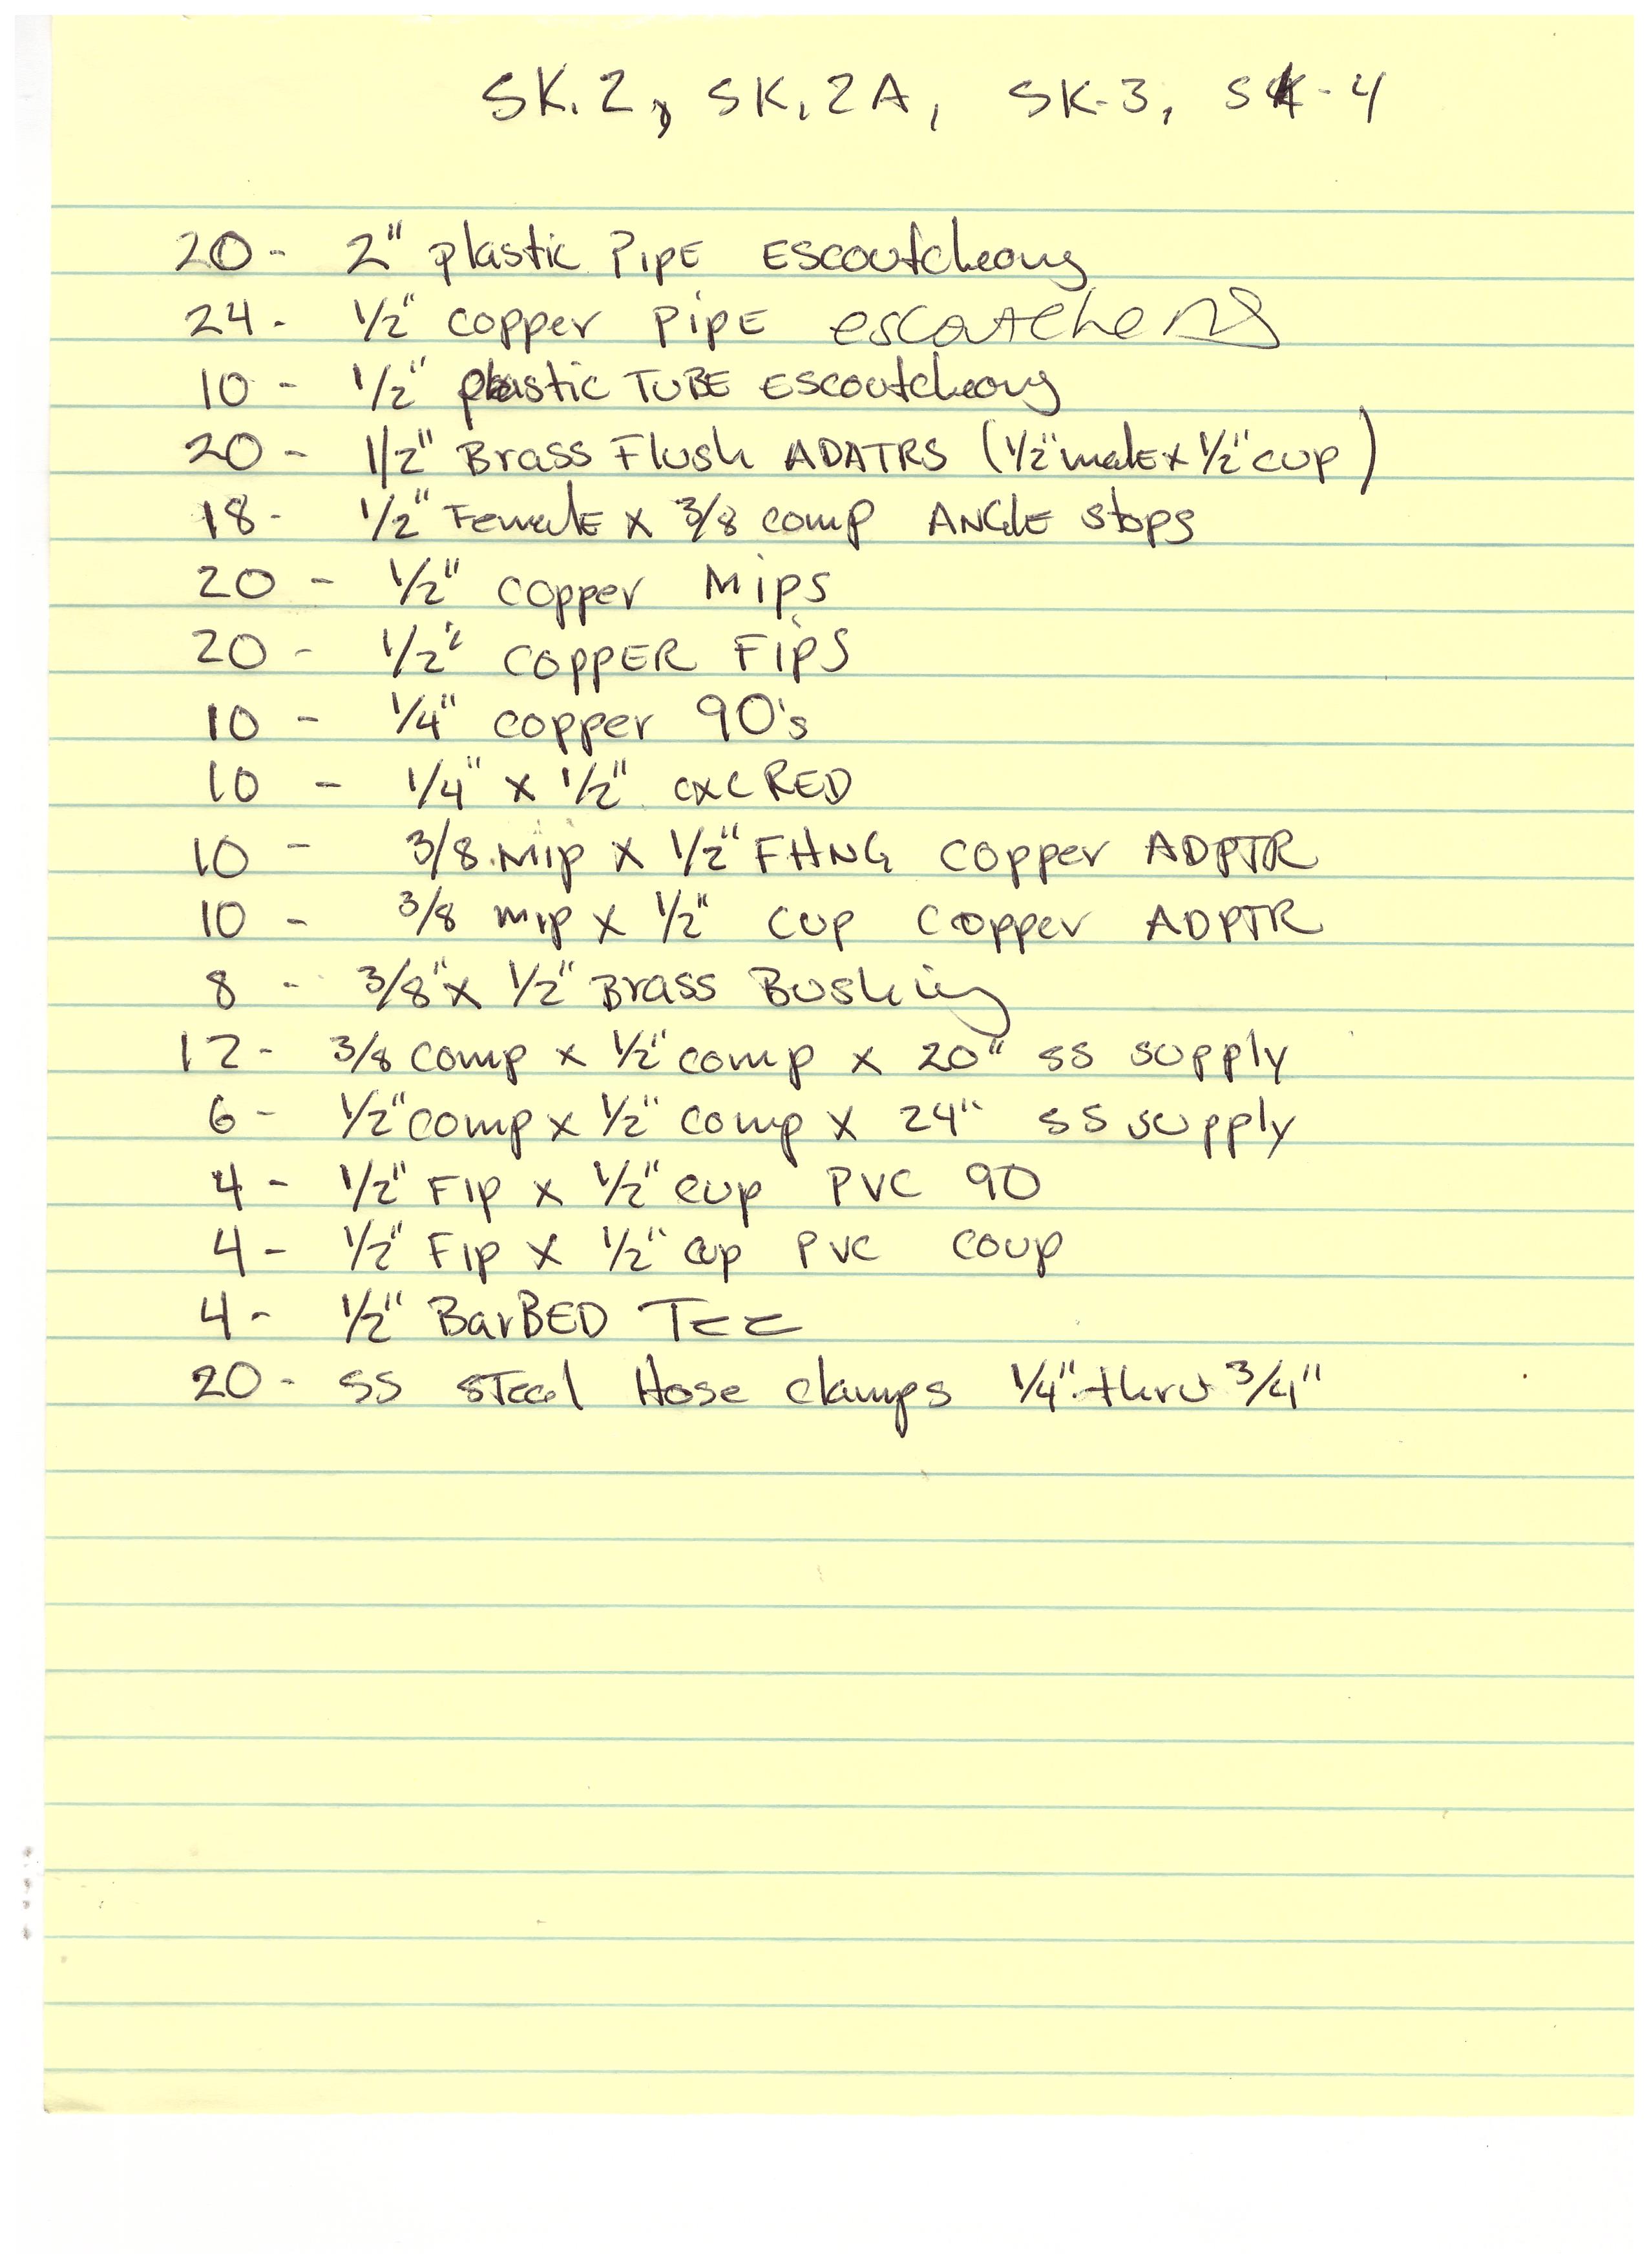 SK.2, SK.2A, SK-3, SK-4
20 - 2" plastic PIPE ESCOUTcheons
24 - 1/2" copper PIPE escoutchens
10 - 1/2" plastic TUBE ESCOUTcheons
20 - 1/2" Brass Flush ADATRS (1/2" male x 1/2" cup)
18 - 1/2" Female x 3/8 comp ANGLE stops
20 - 1/2" copper MIPS
20 - 1/2" COPPER FIPS
10 - 1/4" copper 90's
10 - 1/4" x 1/2" CXC RED
10 - 3/8 MIP x 1/2" FHNG copper ADPTR
10 - 3/8 MIP x 1/2" cup copper ADPTR
8 - 3/8" x 1/2" BRASS Bushing
12 - 3/8 comp x 1/2" comp x 20" SS supply
6 - 1/2" comp x 1/2" comp x 24" SS supply
4 - 1/2" FIP x 1/2" cup PVC 90
4 - 1/2" FIP x 1/2" cup PVC coup
4 - 1/2" BarBED TEE
20 - SS STeel Hose clamps 1/4" thru 3/4"